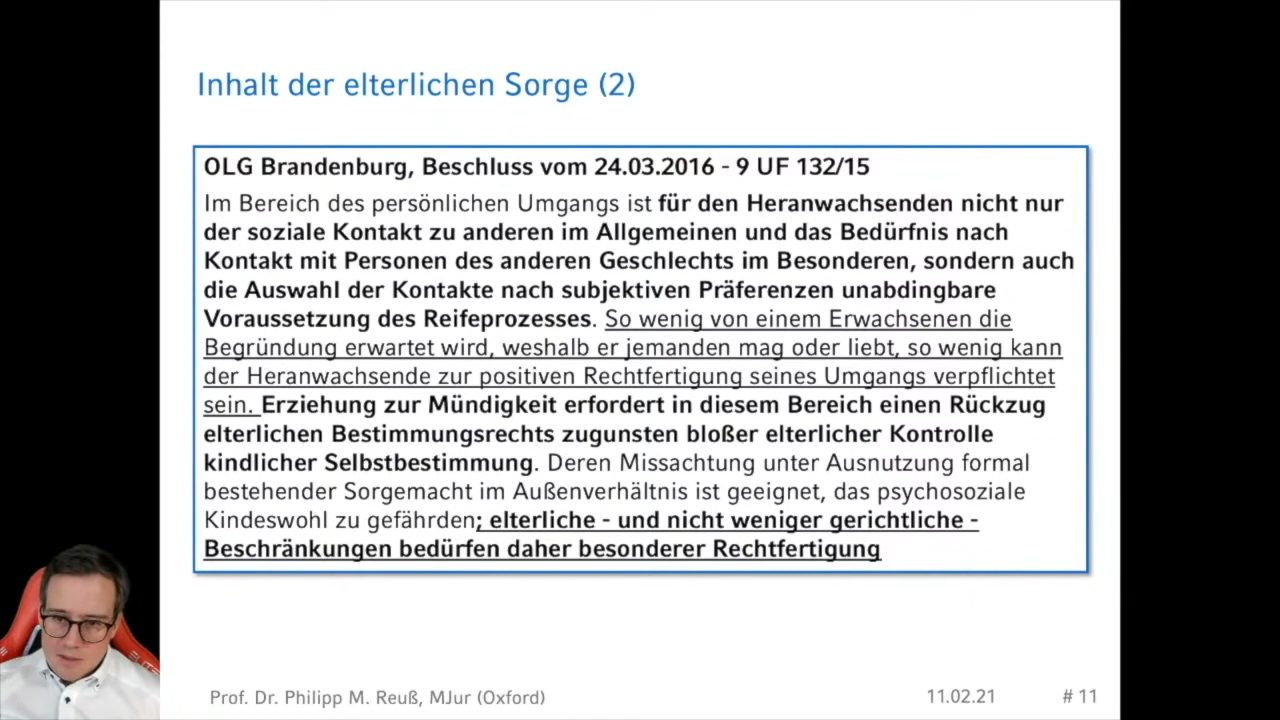 Inhalt der elterlichen Sorge (2)
OLG Brandenburg, Beschluss vom 24.03.2016 - 9 UF 132/15
Im Bereich des persönlichen Umgangs ist für den Heranwachsenden nicht nur
der soziale Kontakt zu anderen im Allgemeinen und das Bedürfnis nach
Kontakt mit Personen des anderen Geschlechts im Besonderen, sondern auch
die Auswahl der Kontakte nach subjektiven Präferenzen unabdingbare
Voraussetzung des Reifeprozesses. So wenig von einem Erwachsenen die
Begründung erwartet wird, weshalb er jemanden mag oder liebt, so wenig kann
der Heranwachsende zur positiven Rechtfertigung seines Umgangs verpflichtet
sein. Erziehung zur Mündigkeit erfordert in diesem Bereich einen Rückzug
elterlichen Bestimmungsrechts zugunsten bloßer elterlicher Kontrolle
kindlicher Selbstbestimmung. Deren Missachtung unter Ausnutzung formal
bestehender Sorgemacht im Außenverhältnis ist geeignet, das psychosoziale
Kindeswohl zu gefährden; elterliche - und nicht weniger gerichtliche -
Beschränkungen bedürfen daher besonderer Rechtfertigung
Prof. Dr. Philipp M. Reuß, MJur (Oxford)
11.02.21
# 11